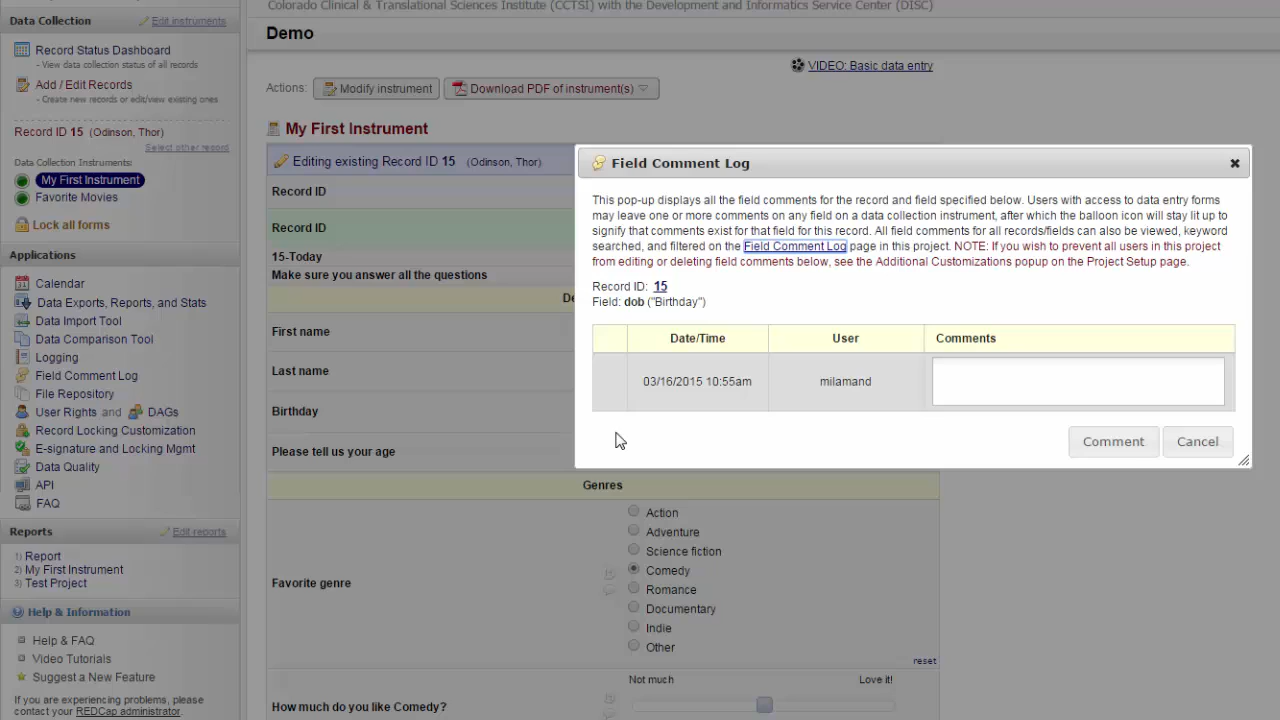 Colorado Clinical & Translational Sciences Institute (CCTSI) with the Development and Informatics Service Center (DISC)
Data Collection
Edit instruments
Record Status Dashboard
- View data collection status of all records
Add / Edit Records
- Create new records or edit/view existing ones
Record ID 15 (Odinson, Thor)
Select other record
Data Collection Instruments:
My First Instrument
Favorite Movies
Lock all forms
Applications
Calendar
Data Exports, Reports, and Stats
Data Import Tool
Data Comparison Tool
Logging
Field Comment Log
File Repository
User Rights and DAGs
Record Locking Customization
E-signature and Locking Mgmt
Data Quality
API
FAQ
Reports
Edit reports
1) Report
2) My First Instrument
3) Test Project
Help & Information
Help & FAQ
Video Tutorials
Suggest a New Feature
If you are experiencing problems, please
contact your REDCap administrator.
Demo
VIDEO: Basic data entry
Actions: Modify instrument Download PDF of instrument(s)
My First Instrument
Editing existing Record ID 15 (Odinson, Thor)
Record ID
Record ID
15-Today
Make sure you answer all the questions
De
First name
Last name
Birthday
Please tell us your age
Genres
Favorite genre
Action
Adventure
Science fiction
Comedy
Romance
Documentary
Indie
Other
reset
Not much Love it!
How much do you like Comedy?
Field Comment Log
This pop-up displays all the field comments for the record and field specified below. Users with access to data entry forms
may leave one or more comments on any field on a data collection instrument, after which the balloon icon will stay lit up to
signify that comments exist for that field for this record. All field comments for all records/fields can also be viewed, keyword
searched, and filtered on the Field Comment Log page in this project. NOTE: If you wish to prevent all users in this project
from editing or deleting field comments below, see the Additional Customizations popup on the Project Setup page.
Record ID: 15
Field: dob ("Birthday")
Date/Time User Comments
03/16/2015 10:55am milamand
Comment Cancel